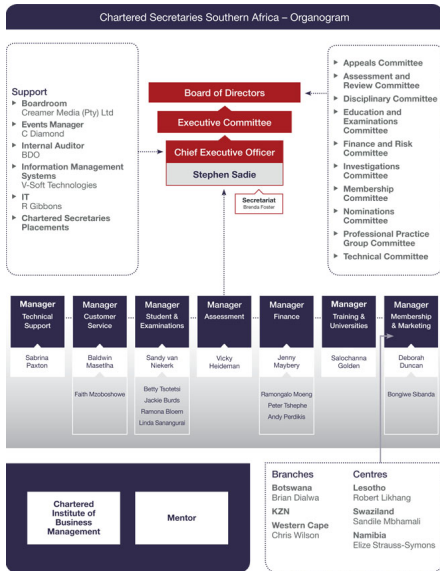 Chartered Secretaries Southern Africa – Organogram
Support
Boardroom
Creamer Media (Pty) Ltd
Events Manager
C Diamond
Internal Auditor
BDO
Information Management
Systems
V-Soft Technologies
IT
R Gibbons
Chartered Secretaries
Placements
Board of Directors
Executive Committee
Chief Executive Officer
Stephen Sadie
Secretariat
Brenda Foster
Appeals Committee
Assessment and
Review Committee
Disciplinary Committee
Education and
Examinations
Committee
Finance and Risk
Committee
Investigations
Committee
Membership
Committee
Nominations
Committee
Professional Practice
Group Committee
Technical Committee
Manager
Technical
Support
Sabrina
Paxton
Manager
Customer
Service
Baldwin
Masetlha
Faith Mzoboshowe
Manager
Student &
Examinations
Sandy van
Niekerk
Betty Tsotetsi
Jackie Burds
Ramona Bloem
Linda Sanangurai
Manager
Assessment
Vicky
Heideman
Manager
Finance
Jenny
Maybery
Ramongalo Moeng
Peter Tshephe
Andy Perdikis
Manager
Training &
Universities
Salochanna
Golden
Manager
Membership
& Marketing
Deborah
Duncan
Bongiwe Sibanda
Chartered
Institute of
Business
Management
Mentor
Branches
Botswana
Brian Dialwa
KZN
Western Cape
Chris Wilson
Centres
Lesotho
Robert Likhang
Swaziland
Sandile Mbhamali
Namibia
Elize Strauss-Symons